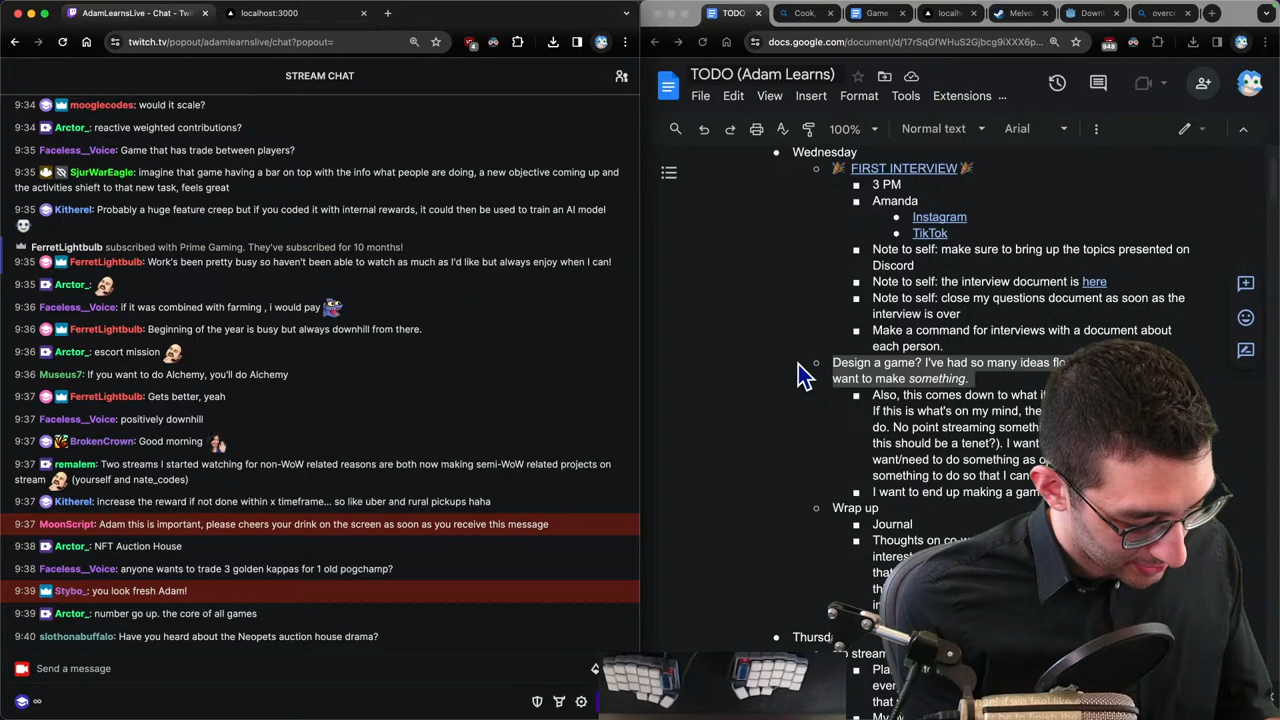 AdamLearnsLive - Chat - Twit
localhost:3000
twitch.tv/popout/adamlearnslive/chat?popout=
4
STREAM CHAT
9:34 mooglecodes: would it scale?
9:34 Arctor_: reactive weighted contributions?
9:35 Faceless__Voice: Game that has trade between players?
9:35 SjurWarEagle: imagine that game having a bar on top with the info what people are doing, a new objective coming up and
the activities shieft to that new task, feels great
9:35 Kitherel: Probably a huge feature creep but if you coded it with internal rewards, it could then be used to train an AI model
FerretLightbulb subscribed with Prime Gaming. They've subscribed for 10 months!
9:35 FerretLightbulb: Work's been pretty busy so haven't been able to watch as much as I'd like but always enjoy when I can!
9:35 Arctor_:
9:36 Faceless__Voice: if it was combined with farming , i would pay
9:36 FerretLightbulb: Beginning of the year is busy but always downhill from there.
9:36 Arctor_: escort mission
9:36 Museus7: If you want to do Alchemy, you'll do Alchemy
9:37 FerretLightbulb: Gets better, yeah
9:37 Faceless__Voice: positively downhill
9:37 BrokenCrown: Good morning
9:37 remalem: Two streams I started watching for non-WoW related reasons are both now making semi-WoW related projects on
stream (yourself and nate_codes)
9:37 Kitherel: increase the reward if not done within x timeframe... so like uber and rural pickups haha
9:37 MoonScript: Adam this is important, please cheers your drink on the screen as soon as you receive this message
9:38 Arctor_: NFT Auction House
9:38 Faceless__Voice: anyone wants to trade 3 golden kappas for 1 old pogchamp?
9:39 Stybo_: you look fresh Adam!
9:39 Arctor_: number go up. the core of all games
9:40 slothonabuffalo: Have you heard about the Neopets auction house drama?
Send a message
∞
TODO
Cook,
Game
localh
Melvo
Downl
overc
docs.google.com/document/d/17rSqGfWHuS2Gjbcg9iXXX6p...
948
TODO (Adam Learns)
File Edit View Insert Format Tools Extensions ...
100% Normal text Arial
Wednesday
FIRST INTERVIEW
3 PM
Amanda
Instagram
TikTok
Note to self: make sure to bring up the topics presented on
Discord
Note to self: the interview document is here
Note to self: close my questions document as soon as the
interview is over
Make a command for interviews with a document about
each person.
Design a game? I've had so many ideas flo
want to make something.
Also, this comes down to what i
If this is what's on my mind, the
do. No point streaming someth
this should be a tenet?). I want
want/need to do something as o
something to do so that I can
I want to end up making a gam
Wrap up
Journal
Thoughts on co-w
interest
that
Thursd
o strea
Pla
ever
that
My